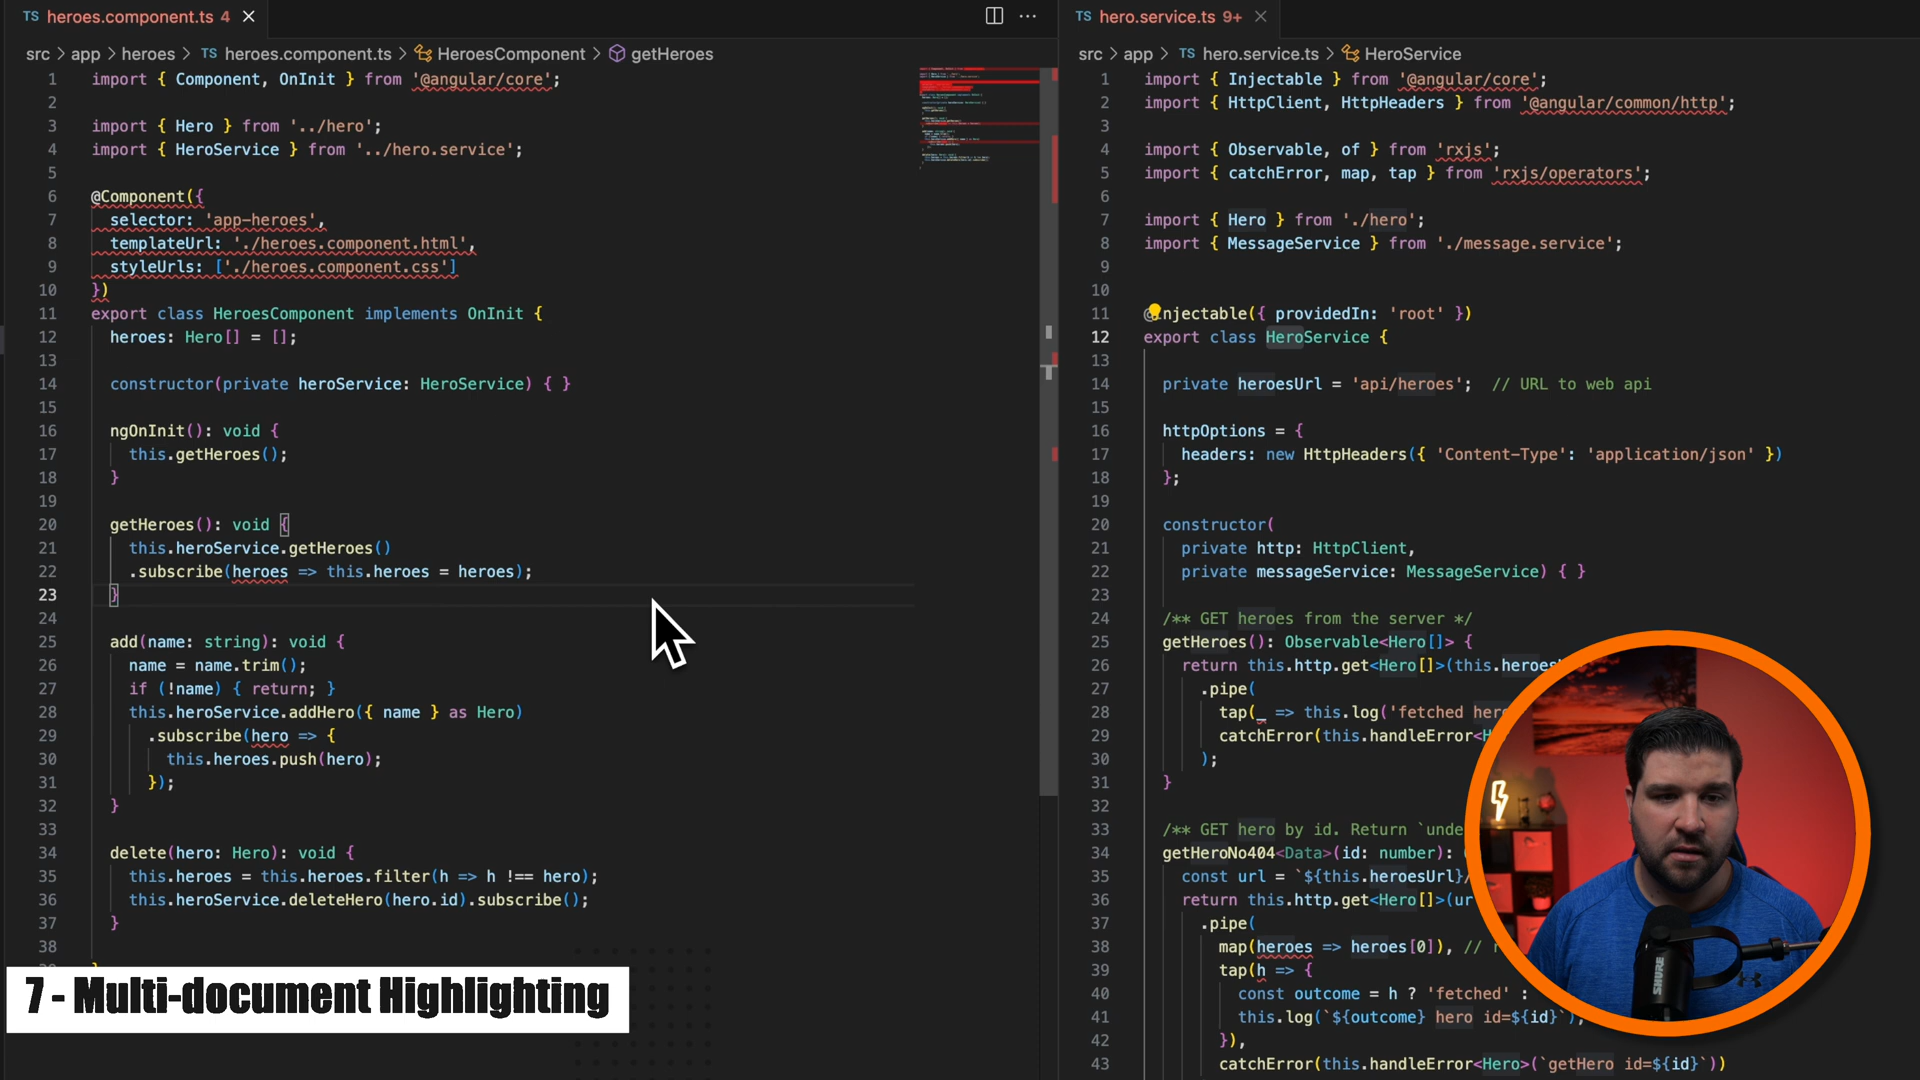 TS heroes.component.ts 4
src > app > heroes > TS heroes.component.ts > HeroesComponent > getHeroes
1 import { Component, OnInit } from '@angular/core';
2
3 import { Hero } from '../hero';
4 import { HeroService } from '../hero.service';
5
6 @Component({
7 selector: 'app-heroes',
8 templateUrl: './heroes.component.html',
9 styleUrls: ['./heroes.component.css']
10 })
11 export class HeroesComponent implements OnInit {
12 heroes: Hero[] = [];
13
14 constructor(private heroService: HeroService) { }
15
16 ngOnInit(): void {
17 this.getHeroes();
18 }
19
20 getHeroes(): void {
21 this.heroService.getHeroes()
22 .subscribe(heroes => this.heroes = heroes);
23 }
24
25 add(name: string): void {
26 name = name.trim();
27 if (!name) { return; }
28 this.heroService.addHero({ name } as Hero)
29 .subscribe(hero => {
30 this.heroes.push(hero);
31 });
32 }
33
34 delete(hero: Hero): void {
35 this.heroes = this.heroes.filter(h => h !== hero);
36 this.heroService.deleteHero(hero.id).subscribe();
37 }
38
7 - Multi-document Highlighting
TS hero.service.ts 9+
src > app > TS hero.service.ts > HeroService
1 import { Injectable } from '@angular/core';
2 import { HttpClient, HttpHeaders } from '@angular/common/http';
3
4 import { Observable, of } from 'rxjs';
5 import { catchError, map, tap } from 'rxjs/operators';
6
7 import { Hero } from './hero';
8 import { MessageService } from './message.service';
9
10
11 @njectable({ providedIn: 'root' })
12 export class HeroService {
13
14 private heroesUrl = 'api/heroes'; // URL to web api
15
16 httpOptions = {
17 headers: new HttpHeaders({ 'Content-Type': 'application/json' })
18 };
19
20 constructor(
21 private http: HttpClient,
22 private messageService: MessageService) { }
23
24 /** GET heroes from the server */
25 getHeroes(): Observable<Hero[]> {
26 return this.http.get<Hero[]>(this.heroes
27 .pipe(
28 tap(_ => this.log('fetched her
29 catchError(this.handleError<H
30 );
31 }
32
33 /** GET hero by id. Return `unde
34 getHeroNo404<Data>(id: number):
35 const url = `${this.heroesUrl}/
36 return this.http.get<Hero[]>(ur
37 .pipe(
38 map(heroes => heroes[0]), //
39 tap(h => {
40 const outcome = h ? 'fetched' :
41 this.log(`${outcome} hero id=${id}`);
42 }),
43 catchError(this.handleError<Hero>(`getHero id=${id}`))
SHURE